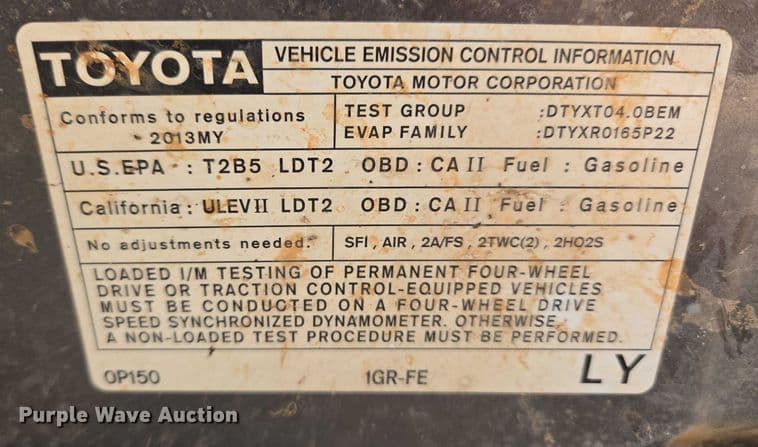 TOYOTA
VEHICLE EMISSION CONTROL INFORMATION
TOYOTA MOTOR CORPORATION
Conforms to regulations
2013MY
TEST GROUP :DTYXT04.0BEM
EVAP FAMILY :DTYXR0165P22
U.S.EPA : T2B5 LDT2 OBD : CA II Fuel : Gasoline
California : ULEVII LDT2 OBD : CA II Fuel : Gasoline
No adjustments needed.
SFI , AIR , 2A/FS , 2TWC(2) , 2HO2S
LOADED I/M TESTING OF PERMANENT FOUR-WHEEL
DRIVE OR TRACTION CONTROL-EQUIPPED VEHICLES
MUST BE CONDUCTED ON A FOUR-WHEEL DRIVE
SPEED SYNCHRONIZED DYNAMOMETER. OTHERWISE,
A NON-LOADED TEST PROCEDURE MUST BE PERFORMED.
0P150 1GR-FE LY
Purple Wave Auction